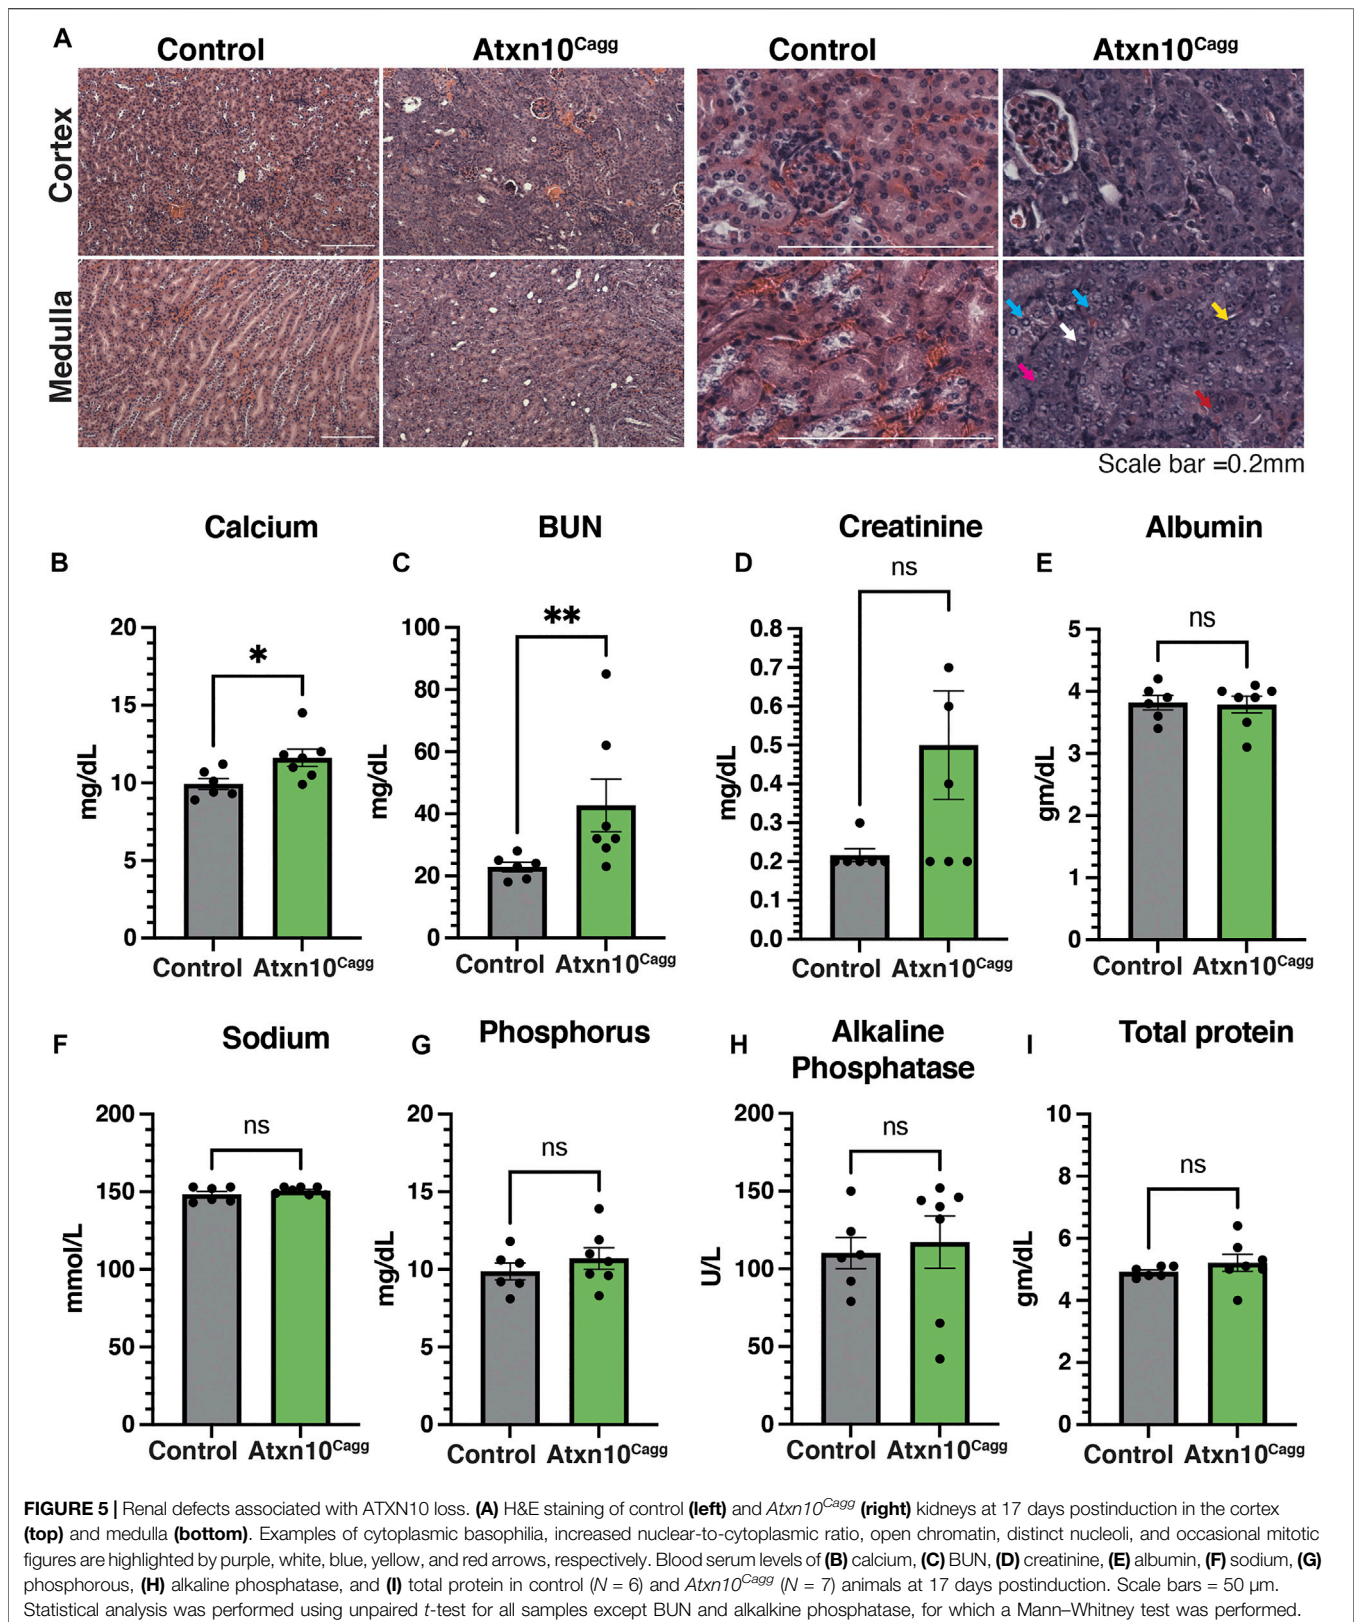 A
Control
Atxn10Cagg
Control
Atxn10Cagg
Cortex
Medulla
Scale bar =0.2mm
Calcium
BUN
Creatinine
Albumin
B
C
D
E
*
**
ns
ns
mg/dL
20
15
10
5
0
Control Atxn10Cagg
mg/dL
100
80
60
40
20
0
Control Atxn10Cagg
mg/dL
0.8
0.7
0.6
0.5
0.4
0.3
0.2
0.1
0.0
Control Atxn10Cagg
gm/dL
5
4
3
2
1
0
Control Atxn10Cagg
F
Sodium
G
Phosphorus
H
Alkaline
Phosphatase
I
Total protein
ns
ns
ns
ns
mmol/L
200
150
100
50
0
Control Atxn10Cagg
mg/dL
20
15
10
5
0
Control Atxn10Cagg
U/L
200
150
100
50
0
Control Atxn10Cagg
gm/dL
10
8
6
4
2
0
Control Atxn10Cagg
FIGURE 5 | Renal defects associated with ATXN10 loss. (A) H&E staining of control (left) and Atxn10Cagg (right) kidneys at 17 days postinduction in the cortex
(top) and medulla (bottom). Examples of cytoplasmic basophilia, increased nuclear-to-cytoplasmic ratio, open chromatin, distinct nucleoli, and occasional mitotic
figures are highlighted by purple, white, blue, yellow, and red arrows, respectively. Blood serum levels of (B) calcium, (C) BUN, (D) creatinine, (E) albumin, (F) sodium, (G)
phosphorous, (H) alkaline phosphatase, and (I) total protein in control (N = 6) and Atxn10Cagg (N = 7) animals at 17 days postinduction. Scale bars = 50 µm.
Statistical analysis was performed using unpaired t-test for all samples except BUN and alkalkine phosphatase, for which a Mann–Whitney test was performed.